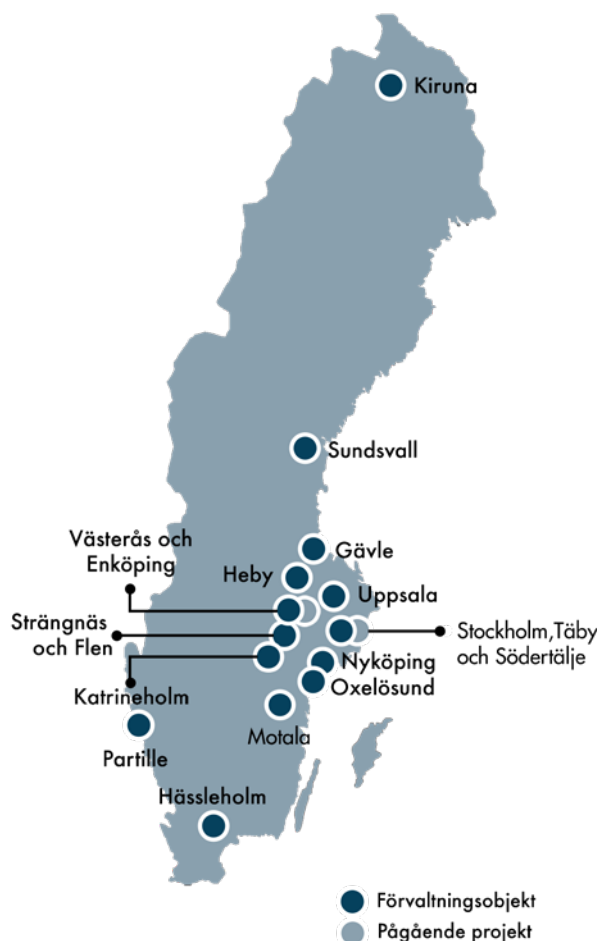 Kiruna
Sundsvall
Västerås och
Enköping
Gävle
Heby
Uppsala
Strängnäs
och Flen
Stockholm, Täby
och Södertälje
Nyköping
Katrineholm
Oxelösund
Motala
Partille
Hässleholm
Förvaltningsobjekt
Pågående projekt